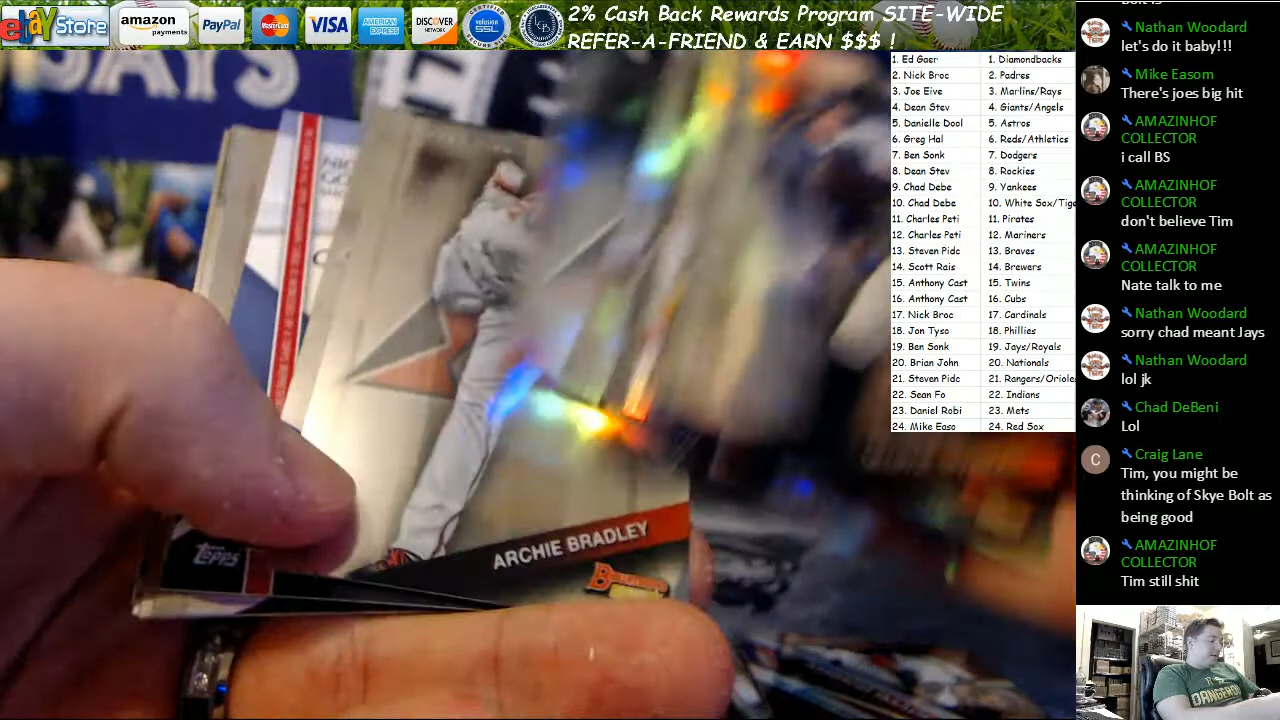 ebay Store
amazon
payments
PayPal
MasterCard
VISA
AMERICAN
EXPRESS
DISCOVER
NETWORK
volusion
SSL
2% Cash Back Rewards Program SITE-WIDE
REFER-A-FRIEND & EARN $$$ !
1. Ed Gaer 1. Diamondbacks
2. Nick Broc 2. Padres
3. Joe Eive 3. Marlins/Rays
4. Dean Stev 4. Giants/Angels
5. Danielle Dool 5. Astros
6. Greg Hal 6. Reds/Athletics
7. Ben Sonk 7. Dodgers
8. Dean Stev 8. Rockies
9. Chad Debe 9. Yankees
10. Chad Debe 10. White Sox/Tige
11. Charles Peti 11. Pirates
12. Charles Peti 12. Mariners
13. Steven Pidc 13. Braves
14. Scott Rais 14. Brewers
15. Anthony Cast 15. Twins
16. Anthony Cast 16. Cubs
17. Nick Broc 17. Cardinals
18. Jon Tyso 18. Phillies
19. Ben Sonk 19. Jays/Royals
20. Brian John 20. Nationals
21. Steven Pidc 21. Rangers/Oriole
22. Sean Fo 22. Indians
23. Daniel Robi 23. Mets
24. Mike Easo 24. Red Sox
Nathan Woodard
let's do it baby!!!
Mike Easom
There's joes big hit
AMAZINHOF
COLLECTOR
i call BS
AMAZINHOF
COLLECTOR
don't believe Tim
AMAZINHOF
COLLECTOR
Nate talk to me
Nathan Woodard
sorry chad meant Jays
Nathan Woodard
lol jk
Chad DeBeni
Lol
C
Craig Lane
Tim, you might be
thinking of Skye Bolt as
being good
AMAZINHOF
COLLECTOR
Tim still shit
TOPPS
ARCHIE BRADLEY
DANGEROUS